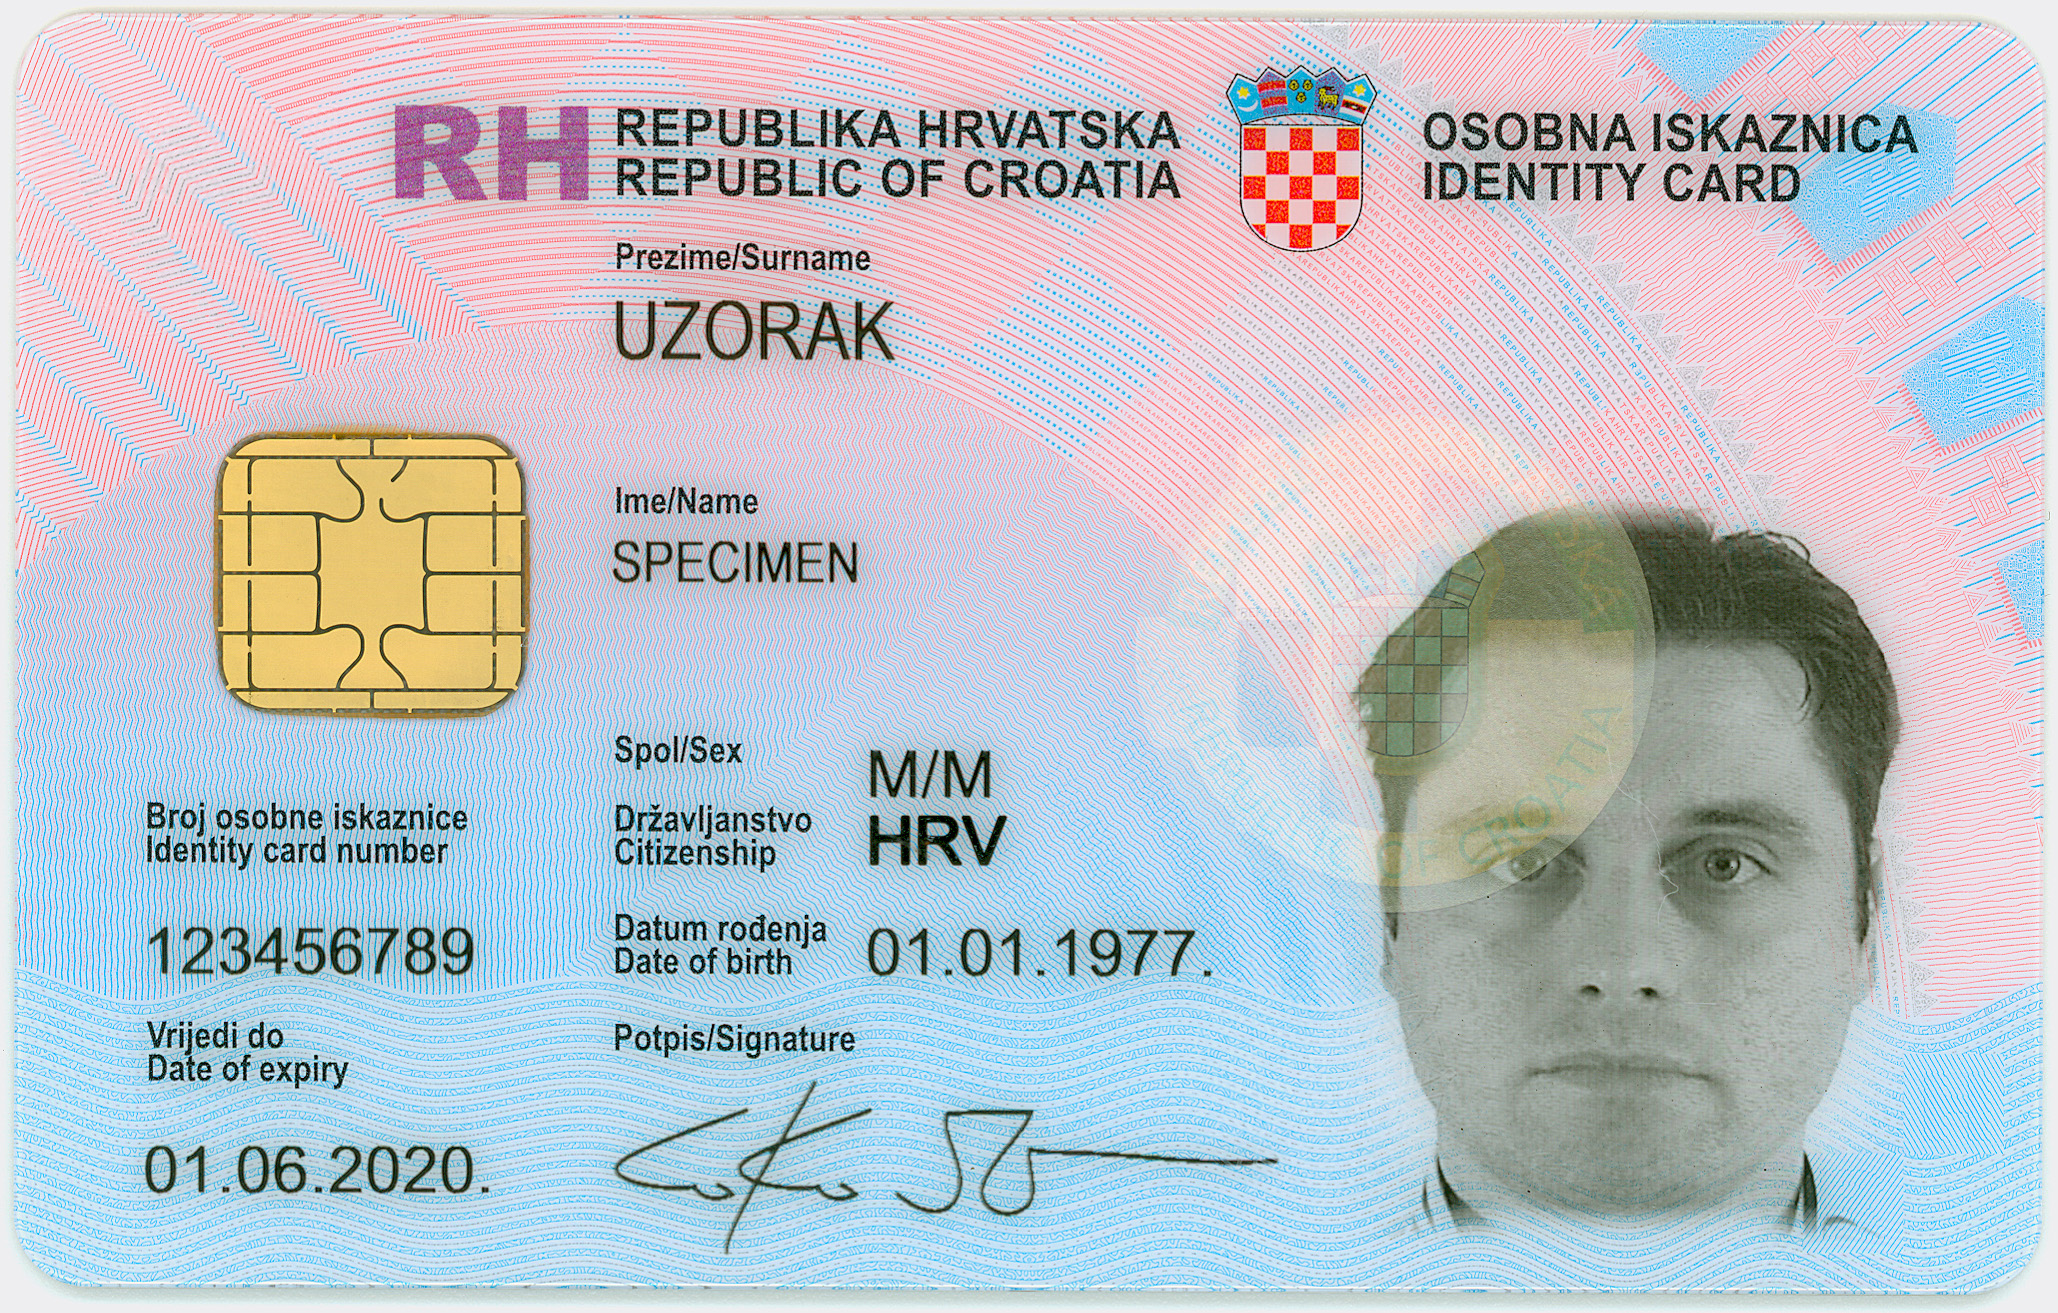 RH REPUBLIKA HRVATSKA
REPUBLIC OF CROATIA
OSOBNA ISKAZNICA
IDENTITY CARD
Prezime/Surname
UZORAK
Ime/Name
SPECIMEN
Spol/Sex
M/M
Državljanstvo
Citizenship
HRV
Broj osobne iskaznice
Identity card number
123456789
Datum rođenja
Date of birth
01.01.1977.
Vrijedi do
Date of expiry
01.06.2020.
Potpis/Signature
OF CROATIA